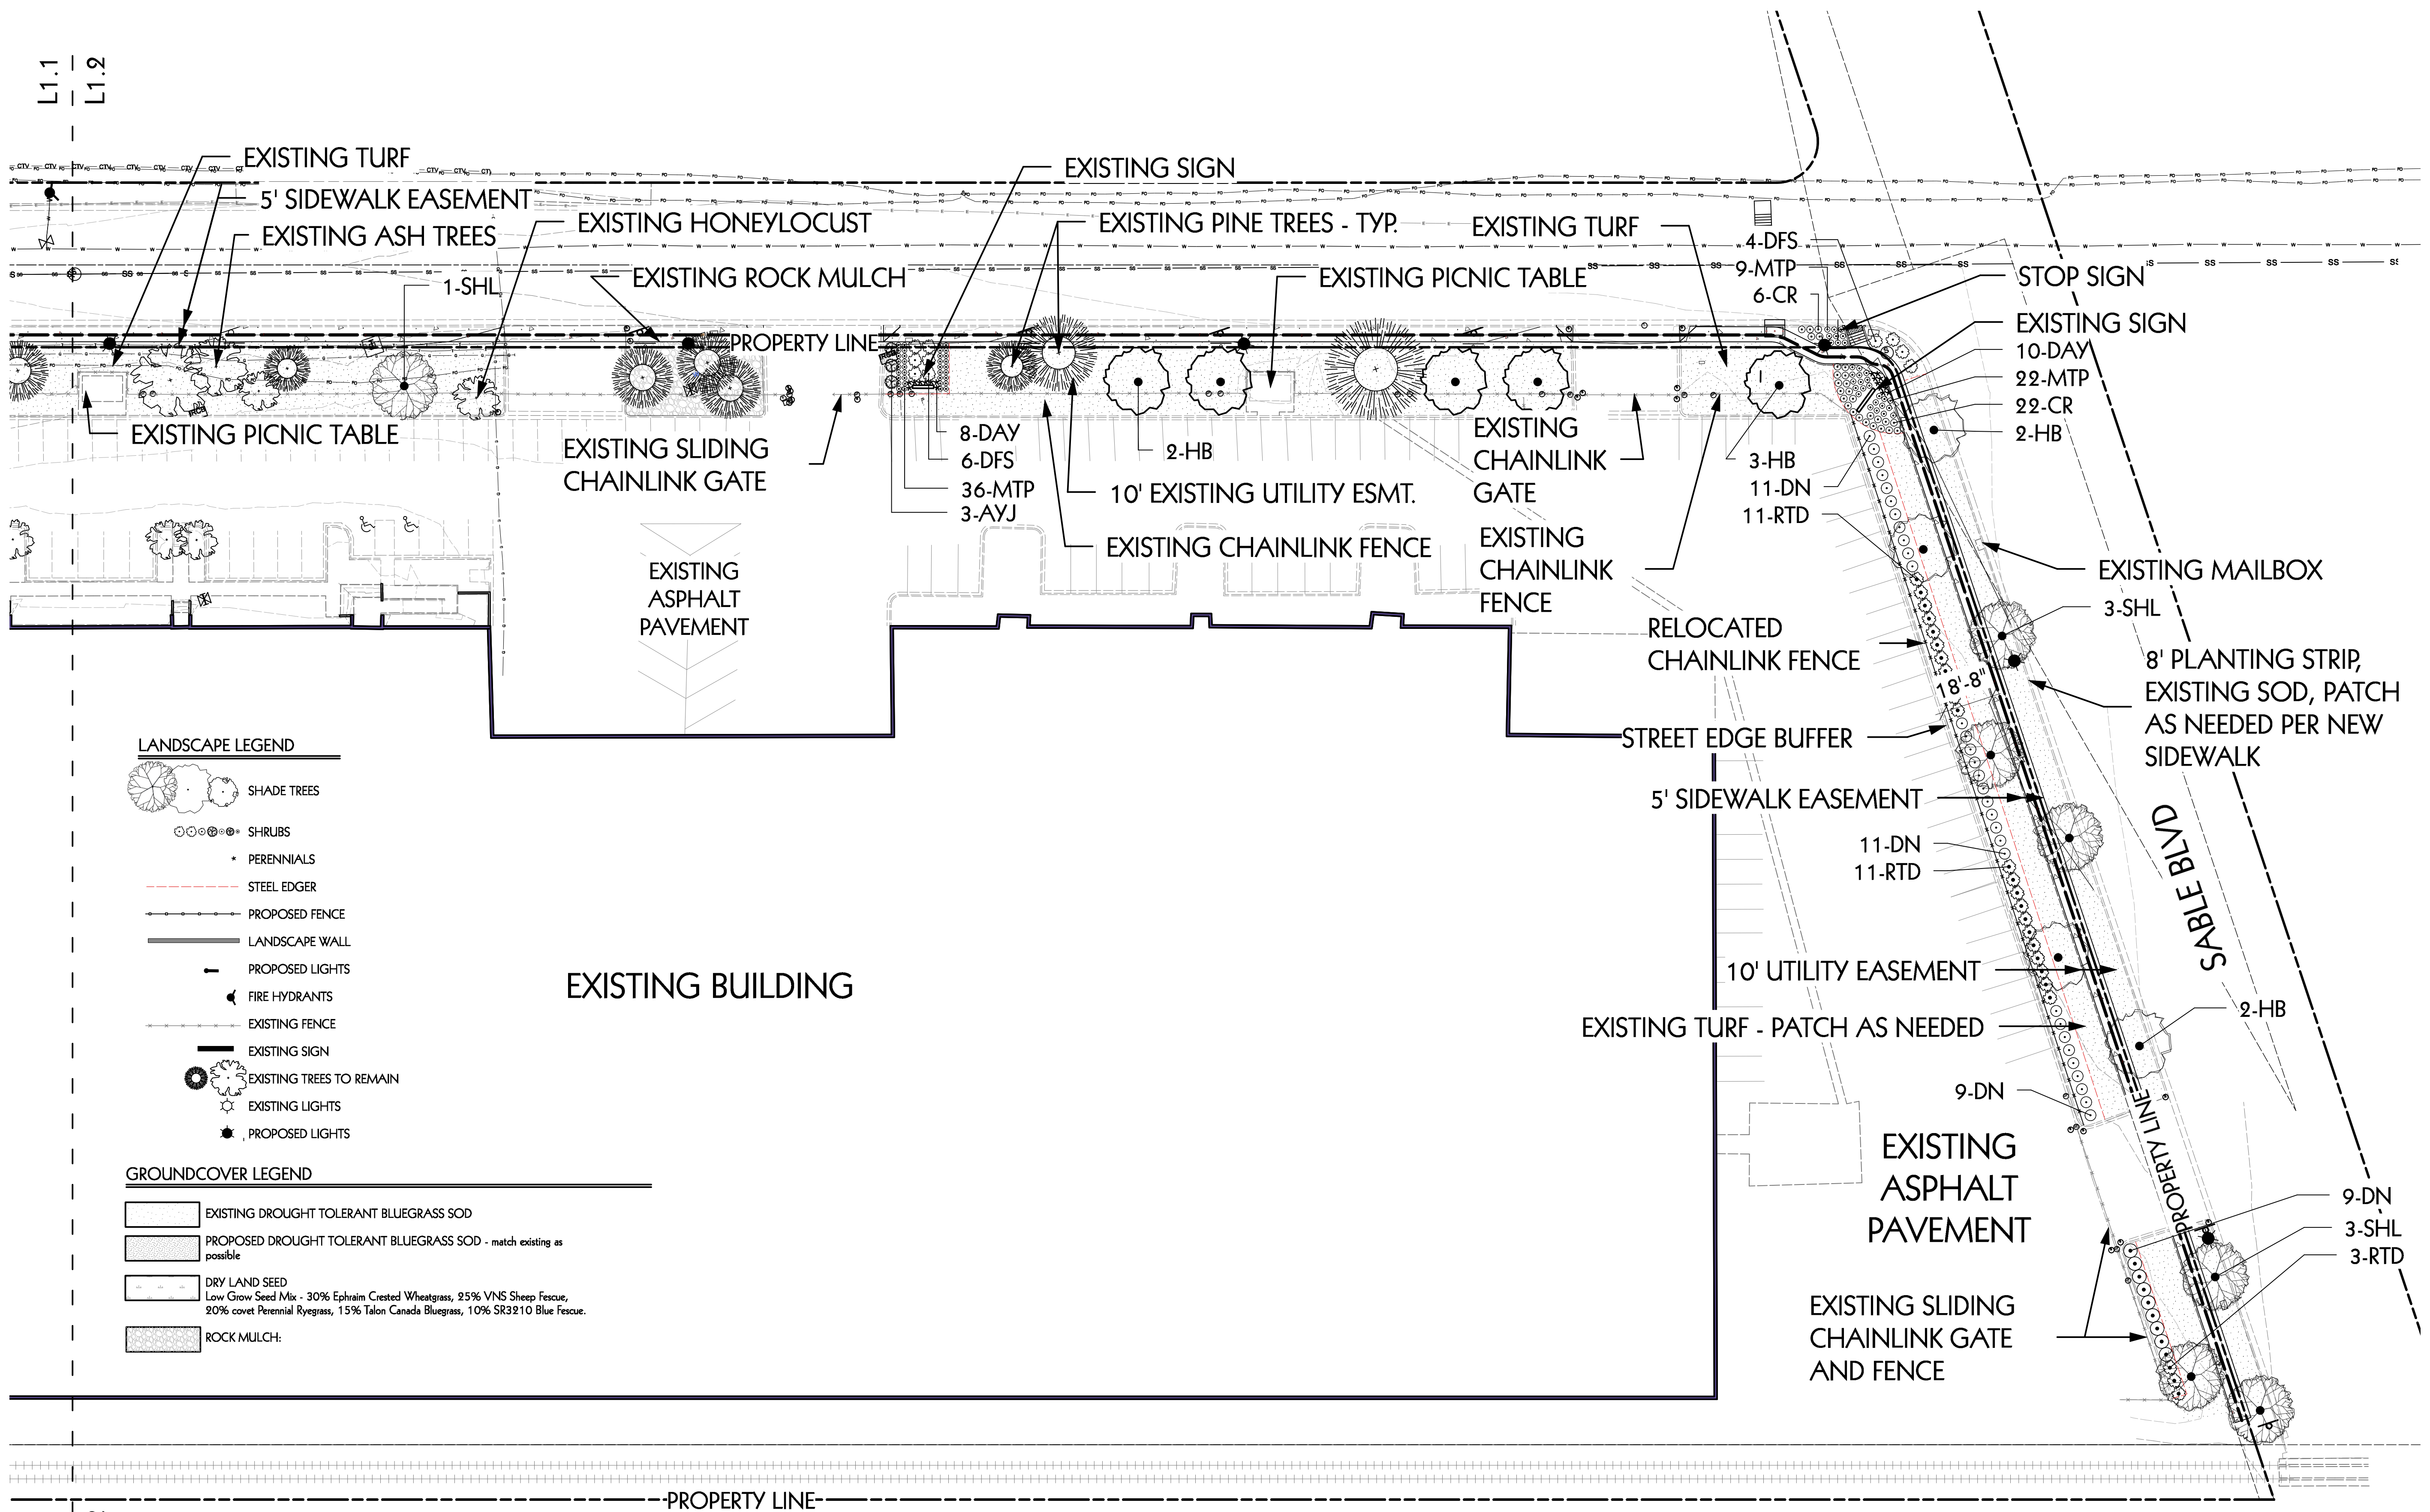 L1.1
L1.2
EXISTING TURF
5' SIDEWALK EASEMENT
EXISTING ASH TREES
1-SHL
EXISTING HONEYLOCUST
EXISTING ROCK MULCH
EXISTING SIGN
EXISTING PINE TREES - TYP.
EXISTING TURF
EXISTING PICNIC TABLE
4-DFS
9-MTP
6-CR
STOP SIGN
EXISTING SIGN
10-DAY
22-MTP
22-CR
2-HB
PROPERTY LINE
EXISTING PICNIC TABLE
EXISTING SLIDING
CHAINLINK GATE
8-DAY
6-DFS
36-MTP
3-AYJ
2-HB
10' EXISTING UTILITY ESMT.
EXISTING CHAINLINK FENCE
EXISTING
CHAINLINK
GATE
EXISTING
CHAINLINK
FENCE
3-HB
11-DN
11-RTD
EXISTING
ASPHALT
PAVEMENT
EXISTING MAILBOX
3-SHL
RELOCATED
CHAINLINK FENCE
18'-8"
8' PLANTING STRIP,
EXISTING SOD, PATCH
AS NEEDED PER NEW
SIDEWALK
STREET EDGE BUFFER
5' SIDEWALK EASEMENT
11-DN
11-RTD
SABLE BLVD
10' UTILITY EASEMENT
2-HB
EXISTING TURF - PATCH AS NEEDED
9-DN
PROPERTY LINE
PROPERTY LINE
EXISTING
ASPHALT
PAVEMENT
9-DN
3-SHL
3-RTD
EXISTING SLIDING
CHAINLINK GATE
AND FENCE
EXISTING BUILDING
LANDSCAPE LEGEND
SHADE TREES
SHRUBS
PERENNIALS
STEEL EDGER
PROPOSED FENCE
LANDSCAPE WALL
PROPOSED LIGHTS
FIRE HYDRANTS
EXISTING FENCE
EXISTING SIGN
EXISTING TREES TO REMAIN
EXISTING LIGHTS
PROPOSED LIGHTS
GROUNDCOVER LEGEND
EXISTING DROUGHT TOLERANT BLUEGRASS SOD
PROPOSED DROUGHT TOLERANT BLUEGRASS SOD - match existing as
possible
DRY LAND SEED
Low Grow Seed Mix - 30% Ephraim Crested Wheatgrass, 25% VNS Sheep Fescue,
20% covet Perennial Ryegrass, 15% Talon Canada Bluegrass, 10% SR3210 Blue Fescue.
ROCK MULCH:
PROPERTY LINE